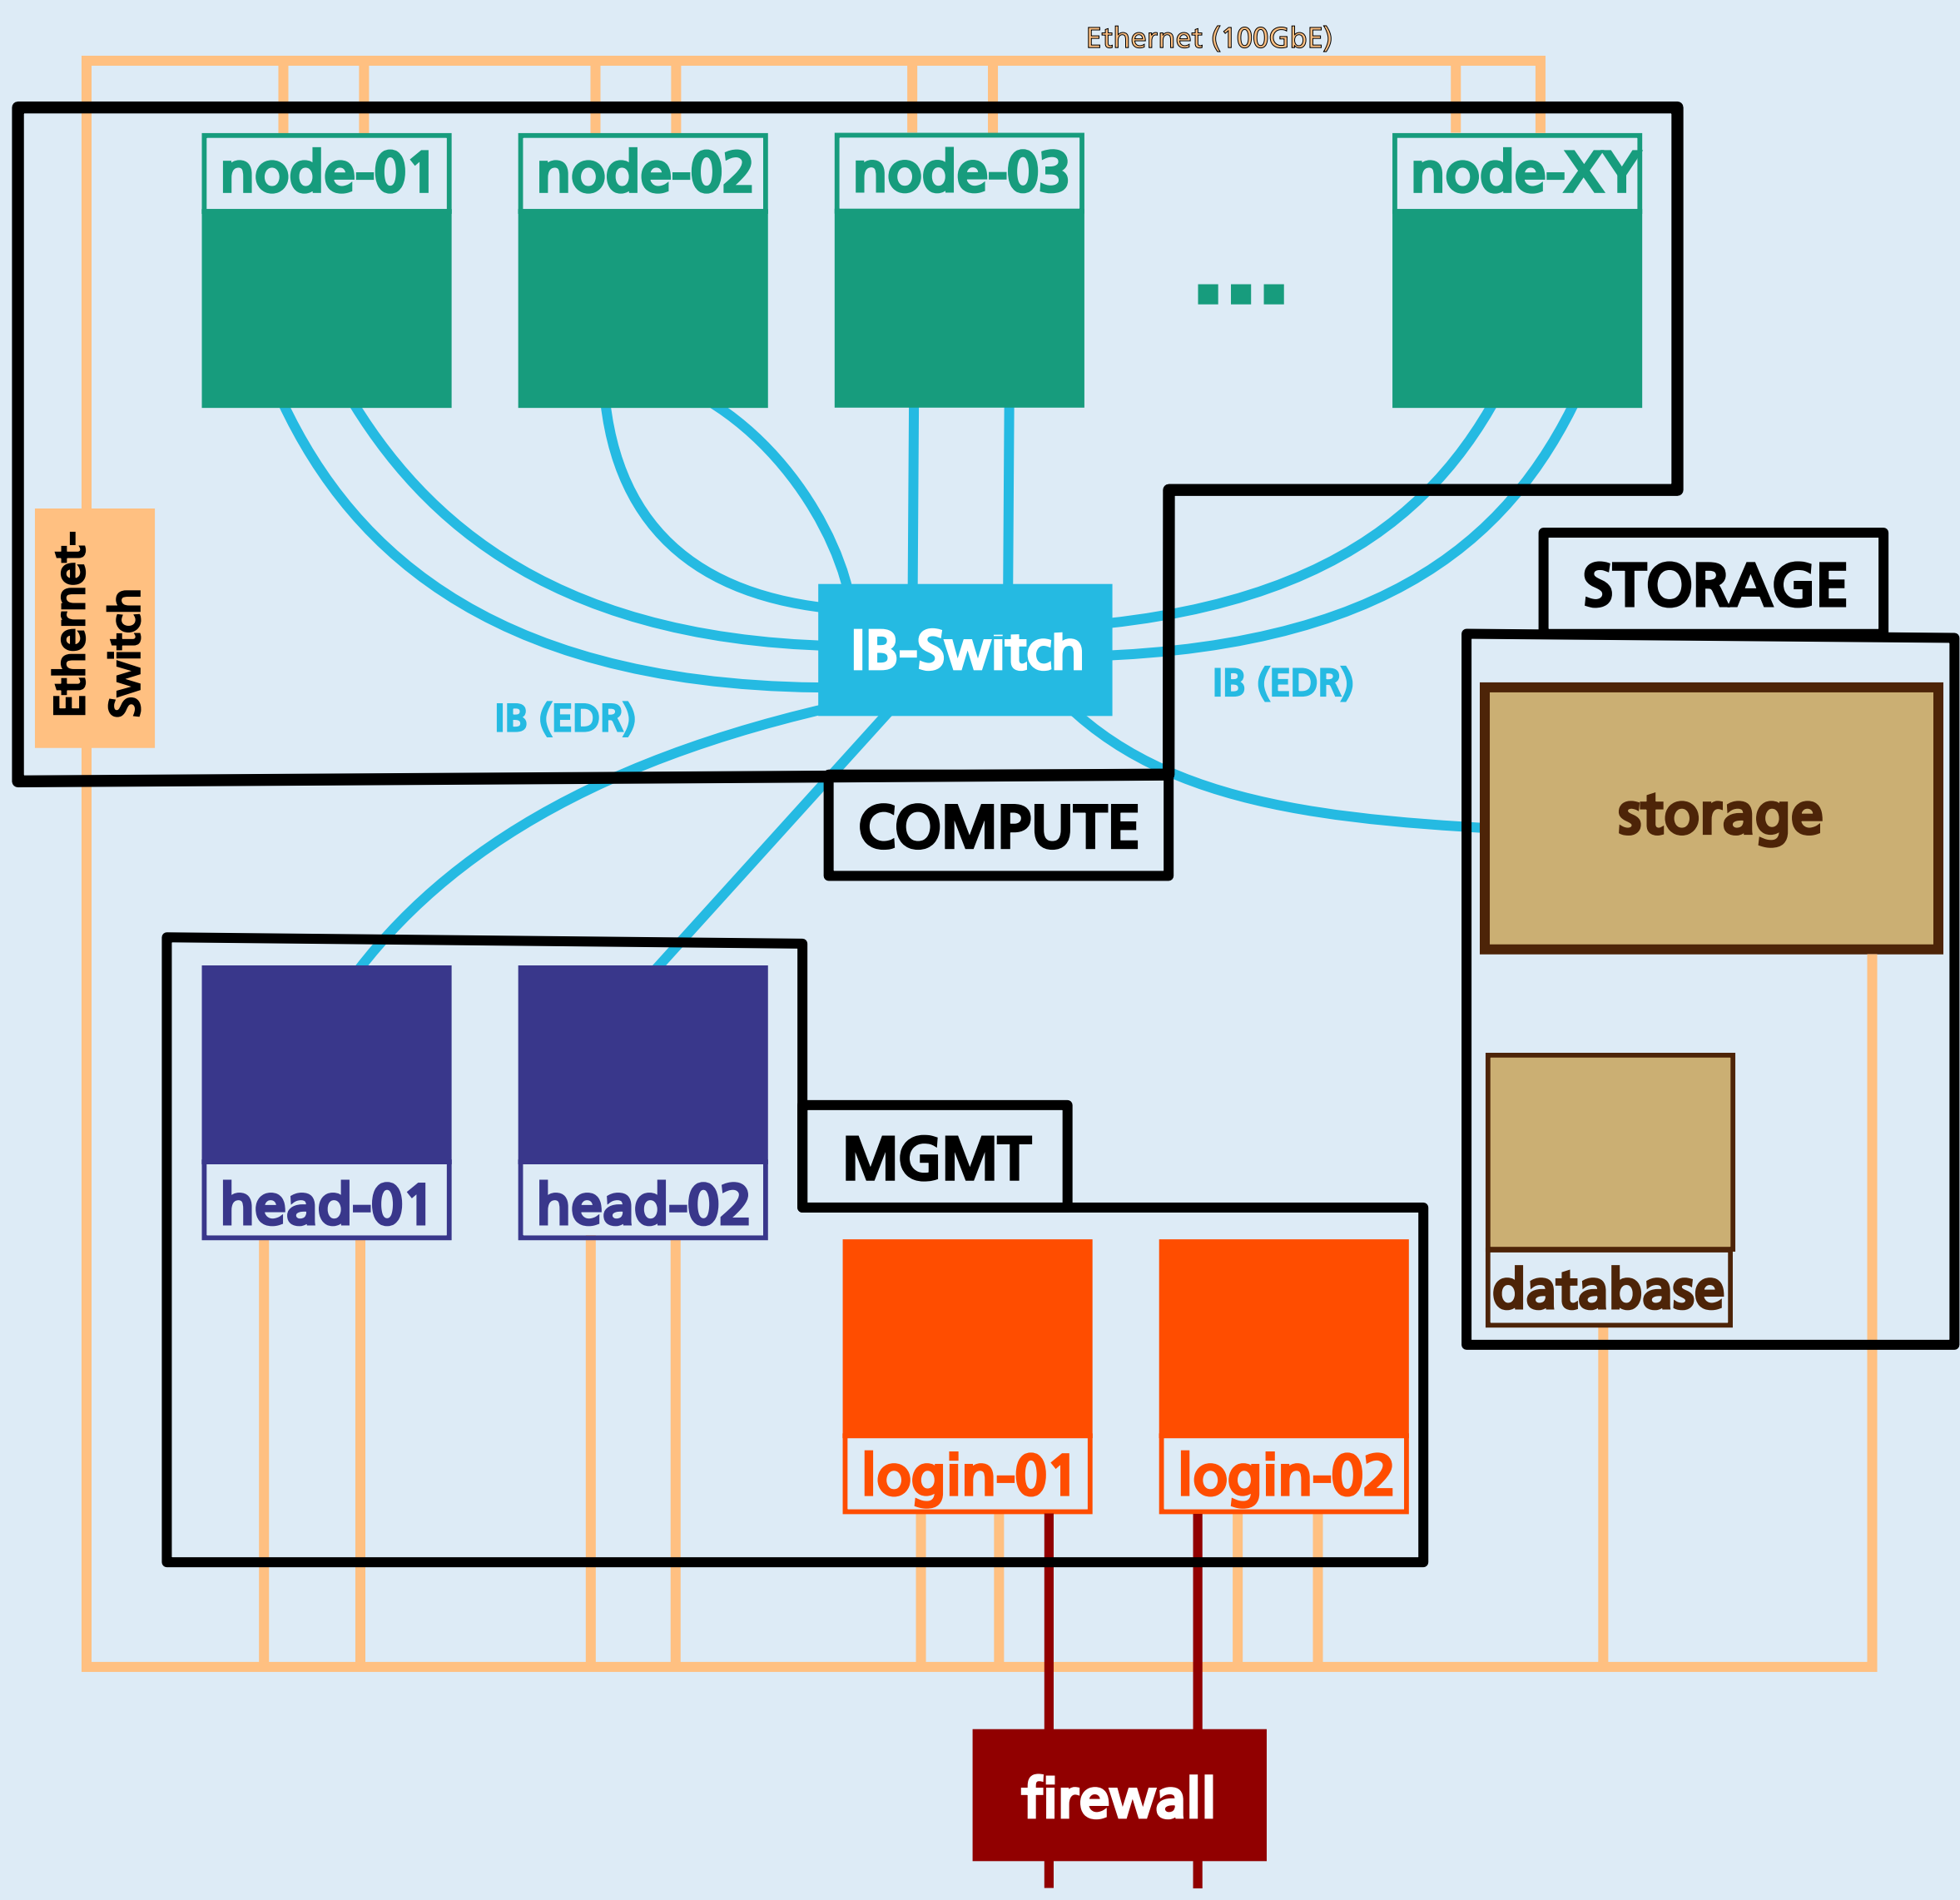 Ethernet (100GbE)
node-01
node-02
node-03
node-XY
...
Ethernet-
Switch
STORAGE
IB-Switch
IB (EDR)
IB (EDR)
storage
COMPUTE
MGMT
head-01
head-02
database
login-01
login-02
firewall